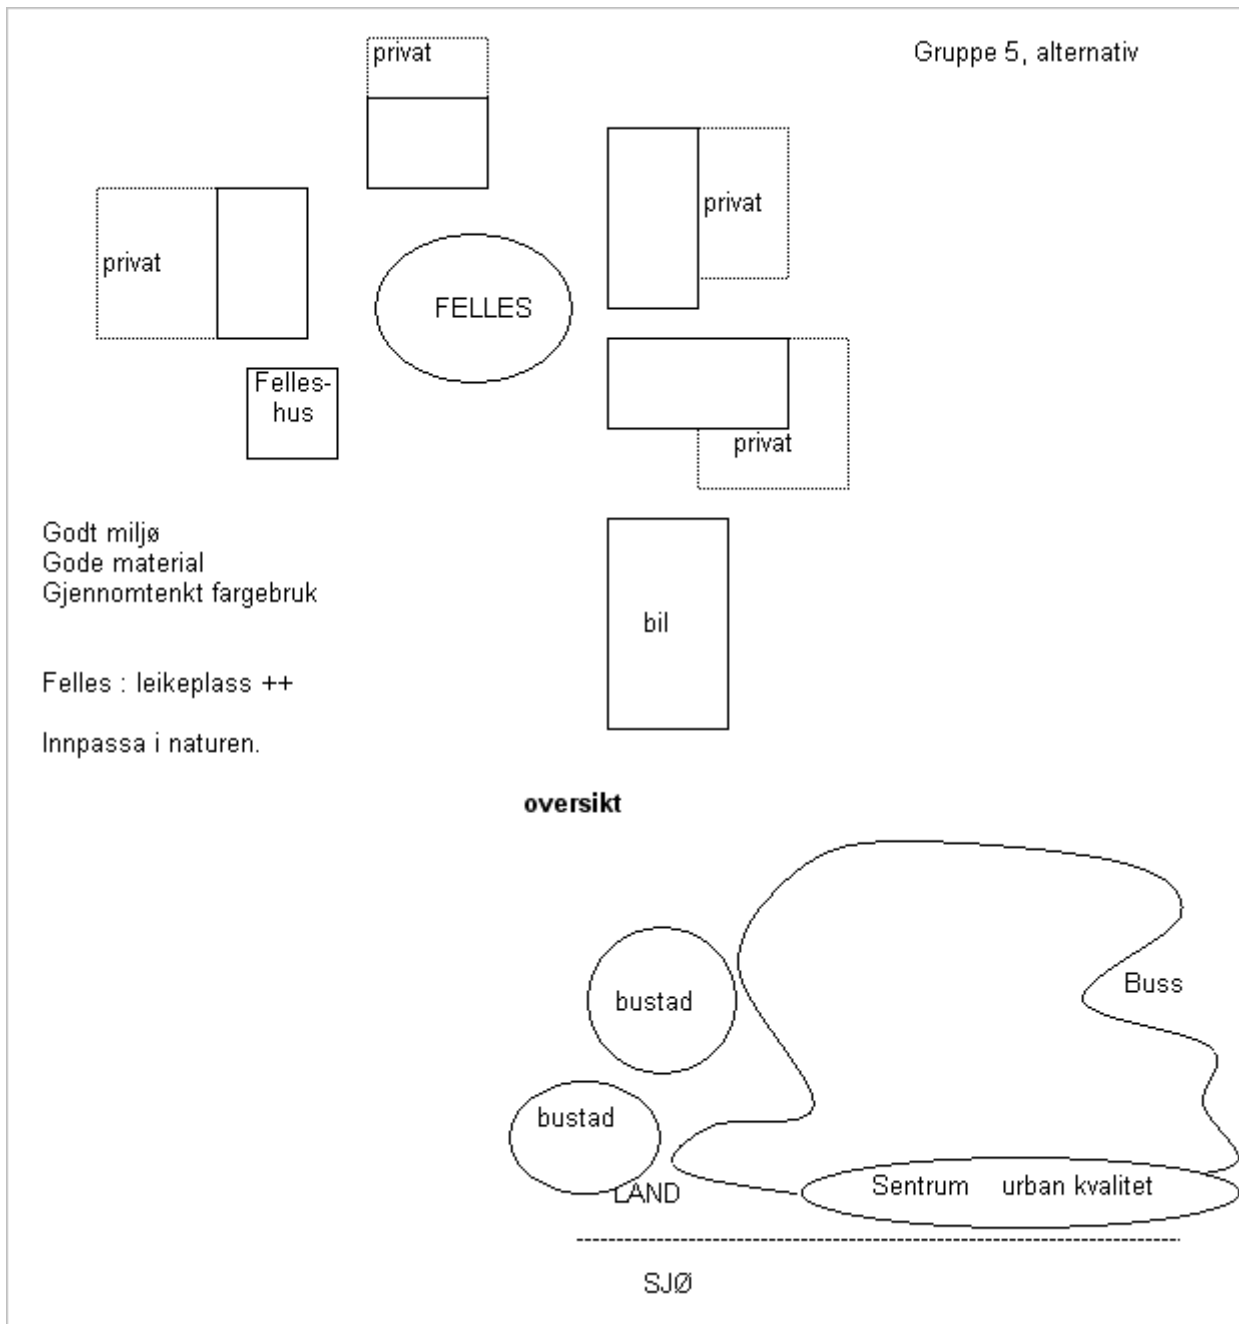 privat
Gruppe 5, alternativ
privat
privat
FELLES
Felles-
hus
privat
Godt miljø
Gode material
Gjennomtenkt fargebruk
bil
Felles : leikeplass ++
Innpassa i naturen.
oversikt
Buss
bustad
bustad
LAND
Sentrum urban kvalitet
SJØ